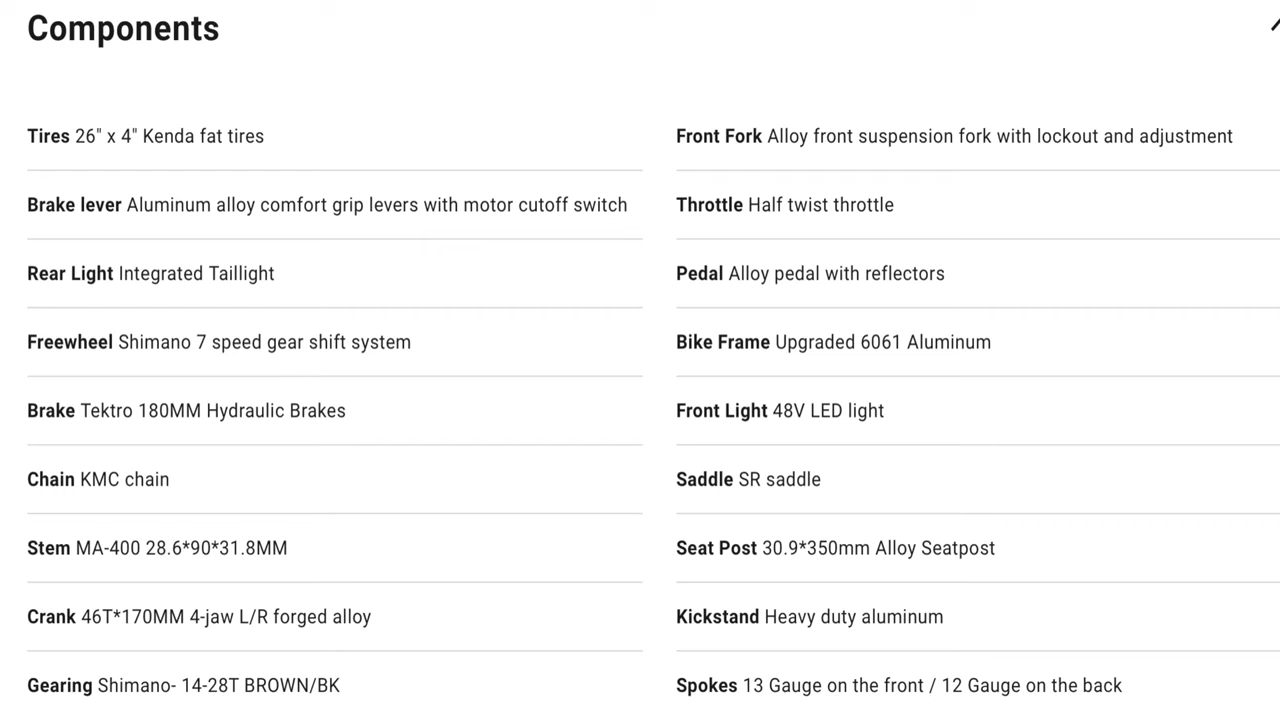 Components
Tires 26" x 4" Kenda fat tires
Front Fork Alloy front suspension fork with lockout and adjustment
Brake lever Aluminum alloy comfort grip levers with motor cutoff switch
Throttle Half twist throttle
Rear Light Integrated Taillight
Pedal Alloy pedal with reflectors
Freewheel Shimano 7 speed gear shift system
Bike Frame Upgraded 6061 Aluminum
Brake Tektro 180MM Hydraulic Brakes
Front Light 48V LED light
Chain KMC chain
Saddle SR saddle
Stem MA-400 28.6*90*31.8MM
Seat Post 30.9*350mm Alloy Seatpost
Crank 46T*170MM 4-jaw L/R forged alloy
Kickstand Heavy duty aluminum
Gearing Shimano- 14-28T BROWN/BK
Spokes 13 Gauge on the front / 12 Gauge on the back